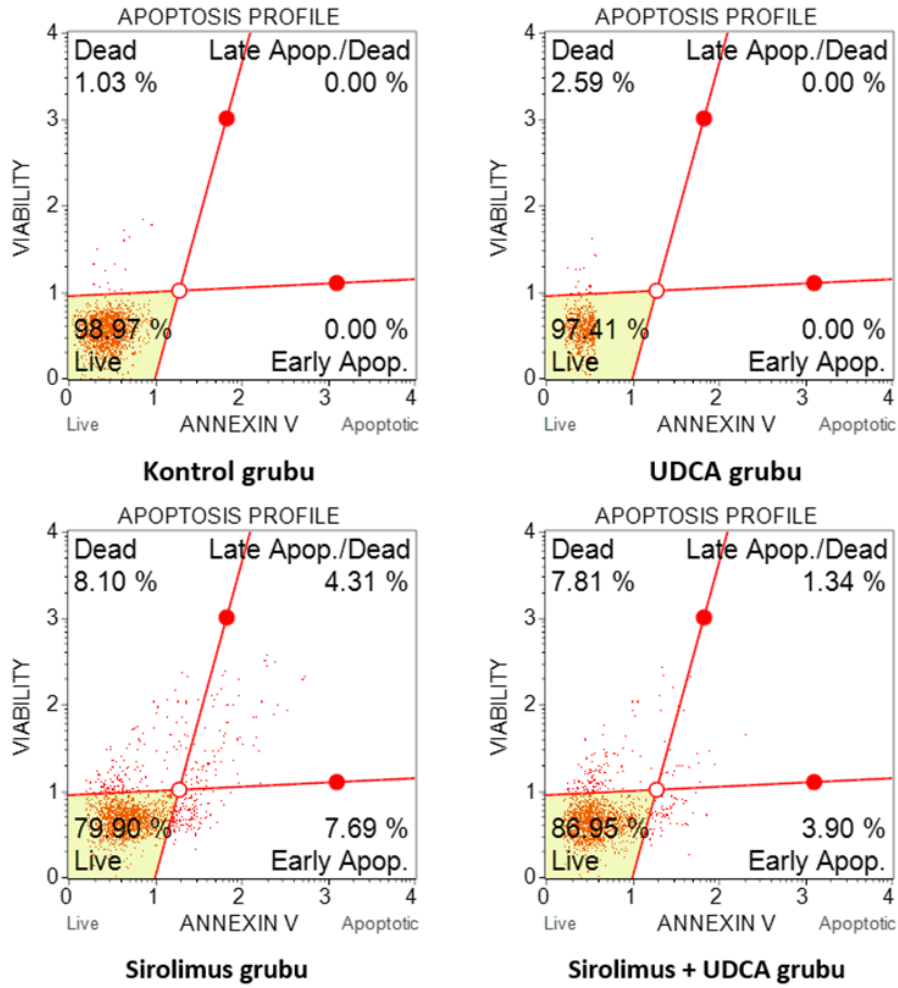 APOPTOSIS PROFILE
4
3
2
1
0
VIABILITY
Dead
1.03 %
Late Apop./Dead
0.00 %
98.97 %
Live
0.00 %
Early Apop.
0 1 2 3 4
Live ANNEXIN V Apoptotic
Kontrol grubu
APOPTOSIS PROFILE
4
3
2
1
0
VIABILITY
Dead
2.59 %
Late Apop./Dead
0.00 %
97.41 %
Live
0.00 %
Early Apop.
0 1 2 3 4
Live ANNEXIN V Apoptotic
UDCA grubu
APOPTOSIS PROFILE
4
3
2
1
0
VIABILITY
Dead
8.10 %
Late Apop./Dead
4.31 %
79.90 %
Live
7.69 %
Early Apop.
0 1 2 3 4
Live ANNEXIN V Apoptotic
Sirolimus grubu
APOPTOSIS PROFILE
4
3
2
1
0
VIABILITY
Dead
7.81 %
Late Apop./Dead
1.34 %
86.95 %
Live
3.90 %
Early Apop.
0 1 2 3 4
Live ANNEXIN V Apoptotic
Sirolimus + UDCA grubu